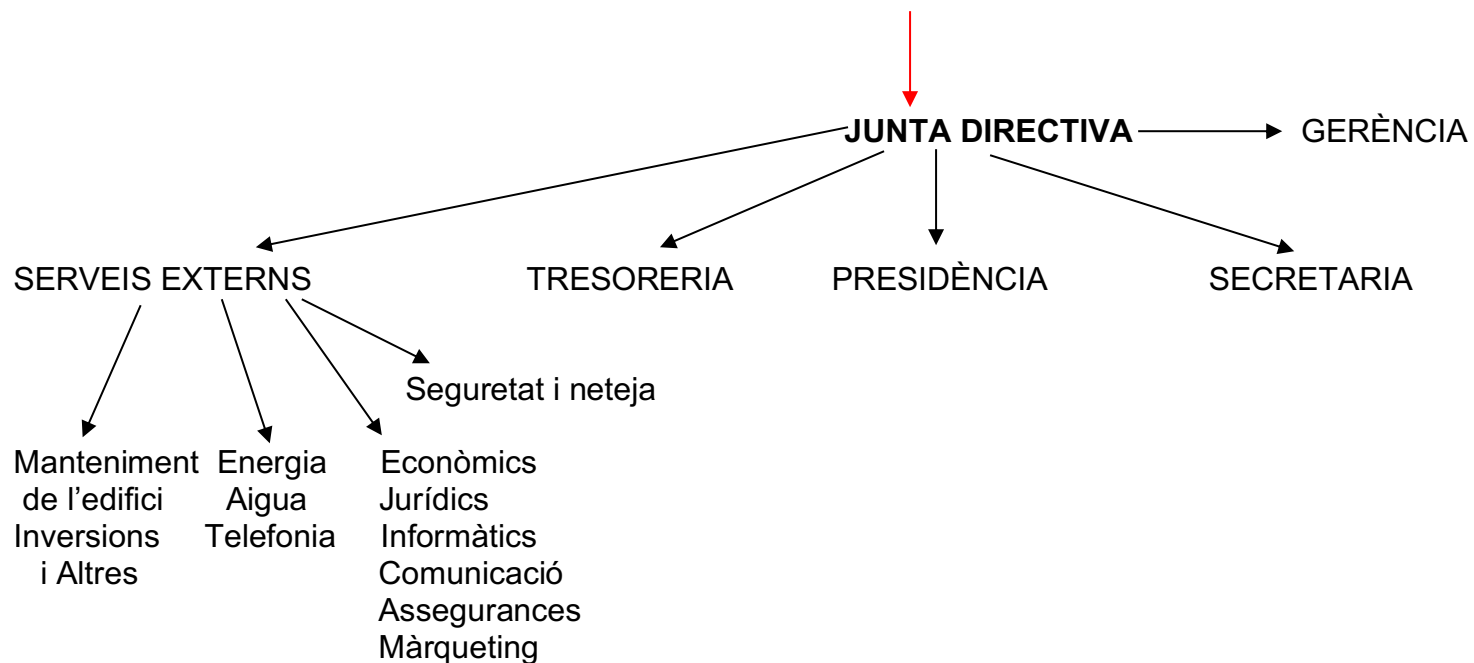 JUNTA DIRECTIVA GERÈNCIA
SERVEIS EXTERNS TRESORERIA PRESIDÈNCIA SECRETARIA
Seguretat i neteja
Manteniment Energia Econòmics
de l’edifici Aigua Jurídics
Inversions Telefonia Informàtics
i Altres Comunicació
Assegurances
Màrqueting